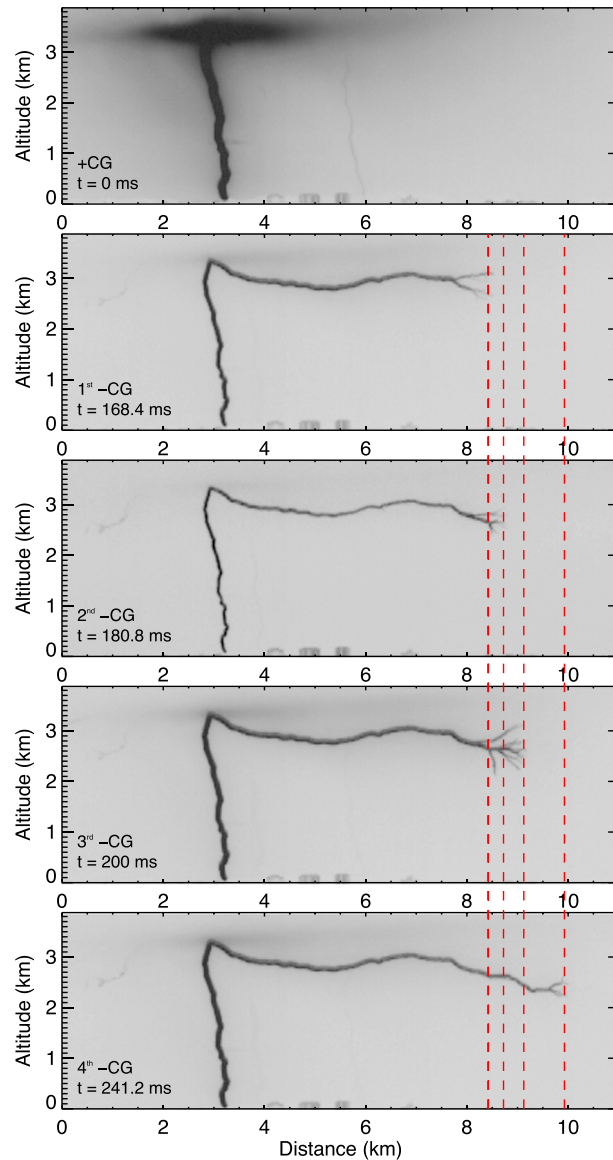 3
2
1
0
Altitude (km)
+CG
t = 0 ms
0 2 4 6 8 10
3
2
1
0
Altitude (km)
1st –CG
t = 168.4 ms
0 2 4 6 8 10
3
2
1
0
Altitude (km)
2nd –CG
t = 180.8 ms
0 2 4 6 8 10
3
2
1
0
Altitude (km)
3rd –CG
t = 200 ms
0 2 4 6 8 10
3
2
1
0
Altitude (km)
4th –CG
t = 241.2 ms
0 2 4 6 8 10
Distance (km)